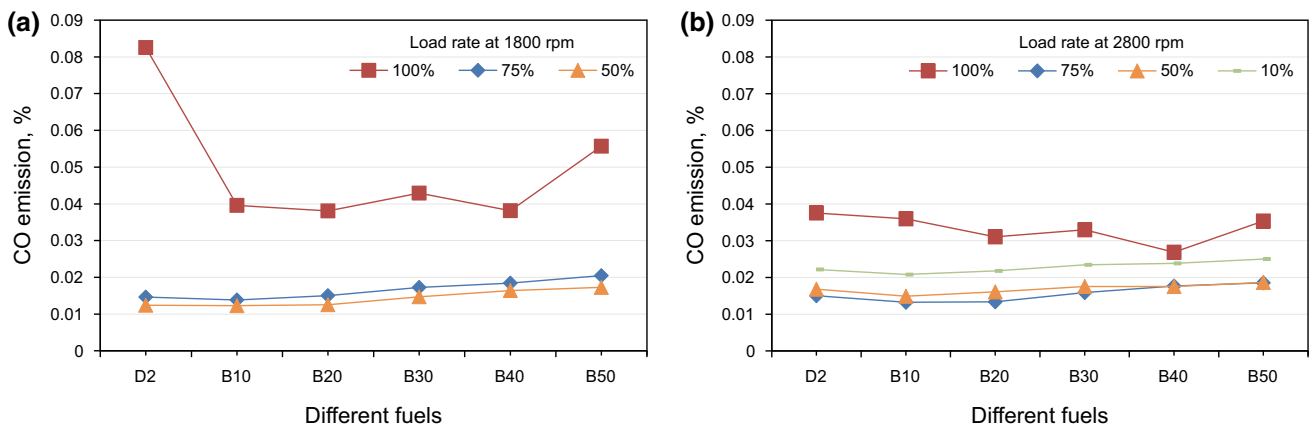 (a)
Load rate at 1800 rpm
100% 75% 50%
CO emission, %
0.09
0.08
0.07
0.06
0.05
0.04
0.03
0.02
0.01
0
D2 B10 B20 B30 B40 B50
Different fuels
(b)
Load rate at 2800 rpm
100% 75% 50% 10%
CO emission, %
0.09
0.08
0.07
0.06
0.05
0.04
0.03
0.02
0.01
0
D2 B10 B20 B30 B40 B50
Different fuels